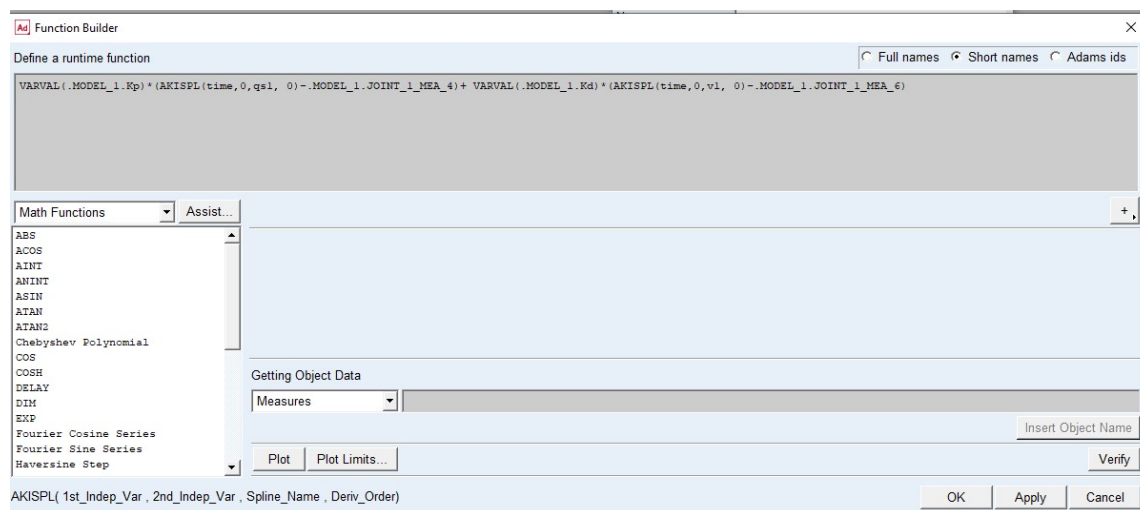 Ad Function Builder ×
Define a runtime function
Full names Short names Adams ids
VARVAL(.MODEL_1.Kp)*(AKISPL(time,0,qs1, 0)-.MODEL_1.JOINT_1_MEA_4)+ VARVAL(.MODEL_1.Kd)*(AKISPL(time,0,v1, 0)-.MODEL_1.JOINT_1_MEA_6)
Math Functions Assist... +
ABS
ACOS
AINT
ANINT
ASIN
ATAN
ATAN2
Chebyshev Polynomial
COS
COSH
DELAY
DIM
EXP
Fourier Cosine Series
Fourier Sine Series
Haversine Step
Getting Object Data
Measures
Insert Object Name
Plot Plot Limits... Verify
AKISPL( 1st_Indep_Var , 2nd_Indep_Var , Spline_Name , Deriv_Order)
OK Apply Cancel